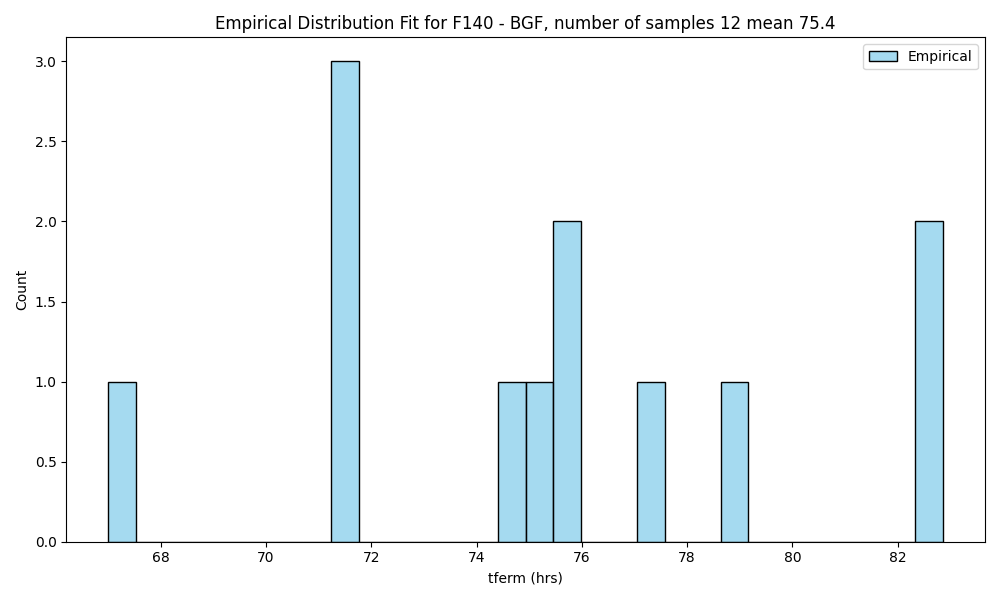 Empirical Distribution Fit for F140 - BGF, number of samples 12 mean 75.4
Empirical
3.0
2.5
2.0
1.5
1.0
0.5
0.0
Count
68 70 72 74 76 78 80 82
tferm (hrs)